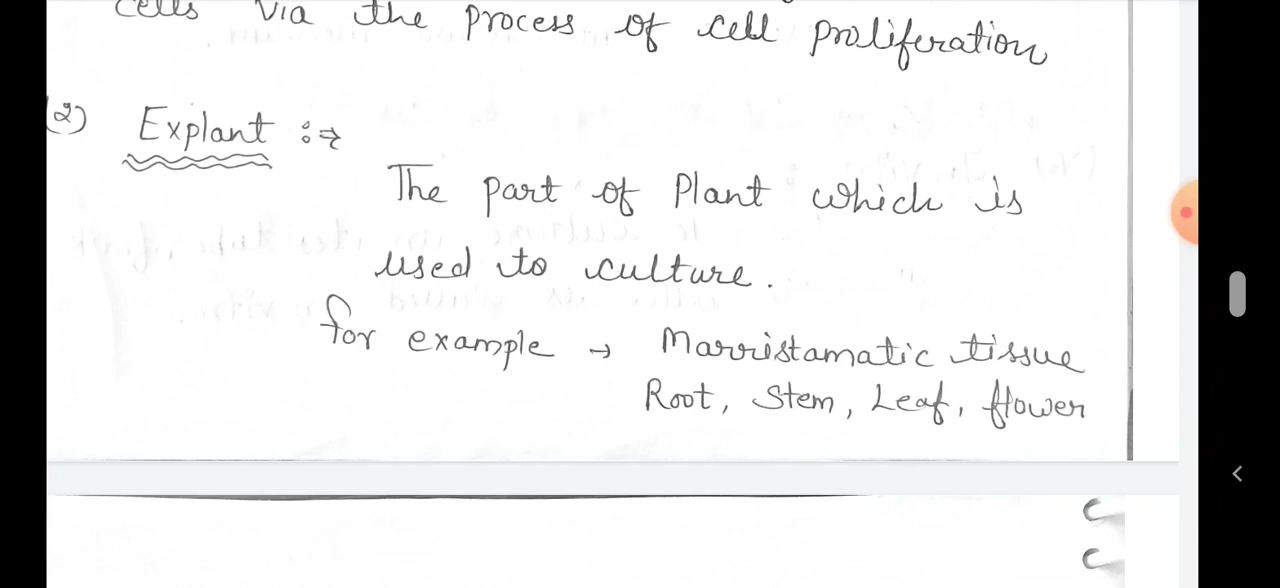 cells via the process of cell proliferation
(2) Explant :⇒
The part of Plant which is
used to culture.
for example → Marristamatic tissue
Root, Stem, Leaf, flower